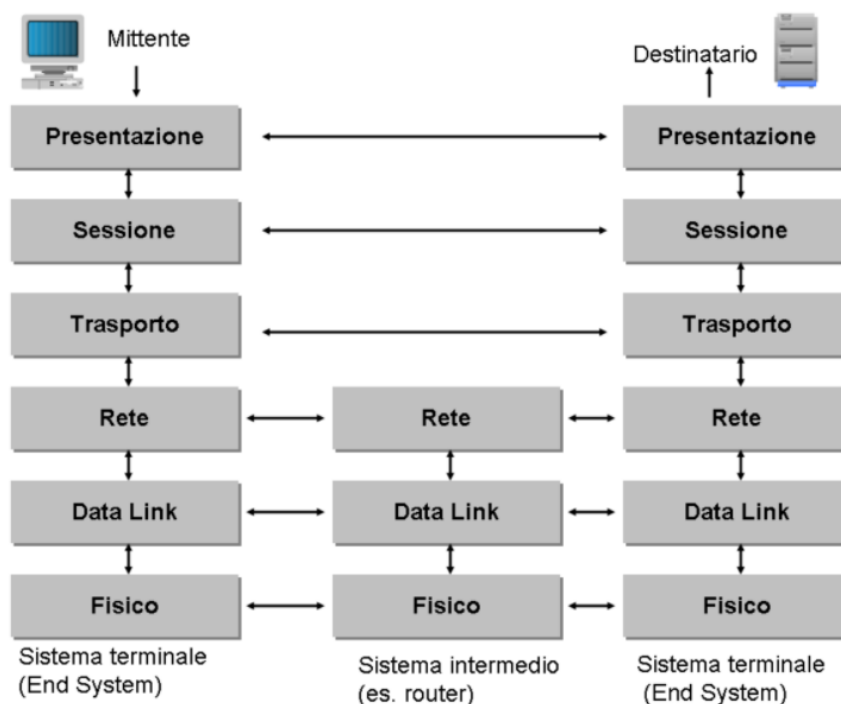 Mittente
Destinatario
Presentazione
Presentazione
Sessione
Sessione
Trasporto
Trasporto
Rete
Rete
Rete
Data Link
Data Link
Data Link
Fisico
Fisico
Fisico
Sistema terminale
(End System)
Sistema intermedio
(es. router)
Sistema terminale
(End System)